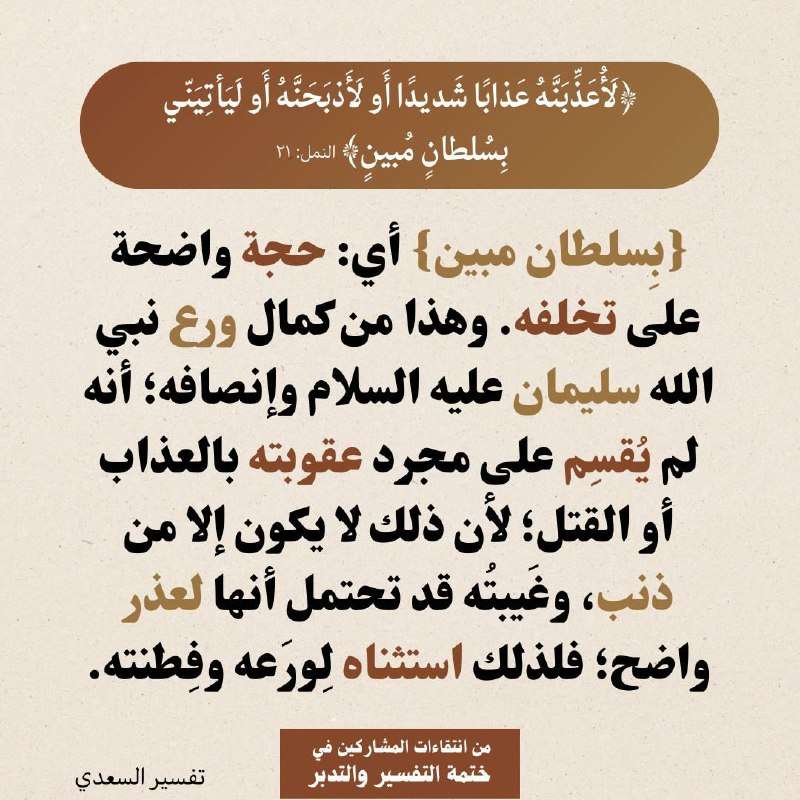 ﴿لَأُعَذِّبَنَّهُ عَذابًا شَديدًا أَو لَأَذبَحَنَّهُ أَو لَيَأتِيَنّي
بِسُلطانٍ مُبينٍ﴾ النمل: ٢١
{بِسلطان مبين} أي: حجة واضحة
على تخلفه. وهذا من كمال ورع نبي
الله سليمان عليه السلام وإنصافه؛ أنه
لم يُقسِم على مجرد عقوبته بالعذاب
أو القتل؛ لأن ذلك لا يكون إلا من
ذنب، وغَيبتُه قد تحتمل أنها لعذر
واضح؛ فلذلك استثناه لِورَعه وفِطنته.
من انتقاءات المشاركين في
ختمة التفسير والتدبر
تفسير السعدي